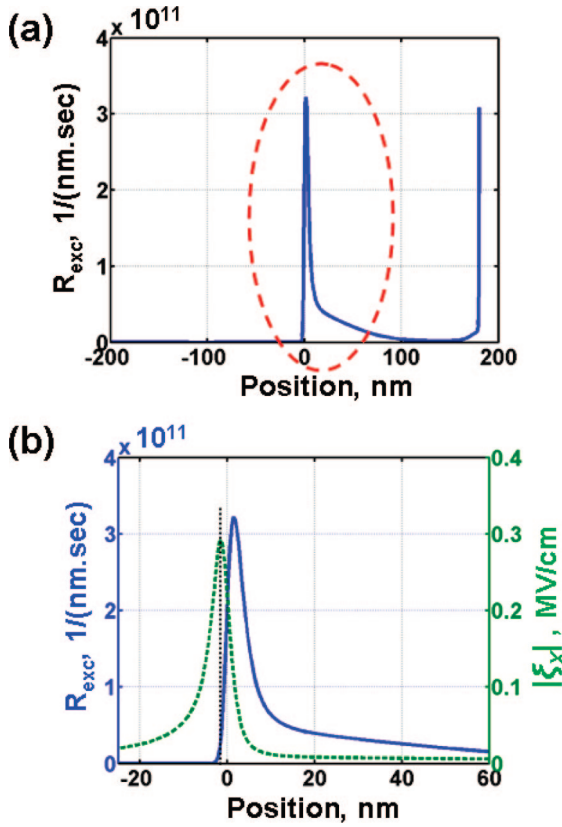 (a)
x 10¹¹
4
3
2
1
0
R_exc, 1/(nm.sec)
-200 -100 0 100 200
Position, nm
(b)
x 10¹¹
4 0.4
3 0.3
2 0.2
1 0.1
0 0
R_exc, 1/(nm.sec)
|ξ_x|, MV/cm
-20 0 20 40 60
Position, nm